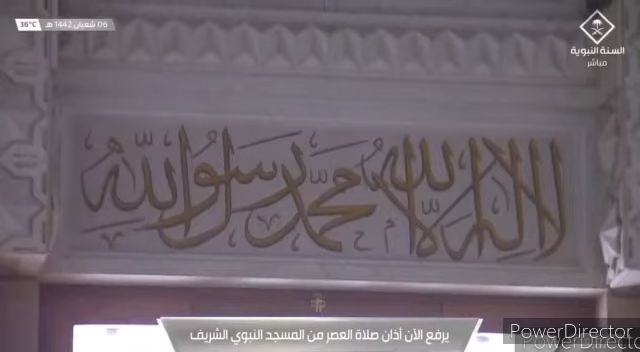 36°C
06 شعبان 1442 هـ
السنة النبوية
مباشر
لا إله إلا الله محمد رسول الله
يرفع الآن أذان صلاة العصر من المسجد النبوي الشريف
PowerDirector
PowerDirector